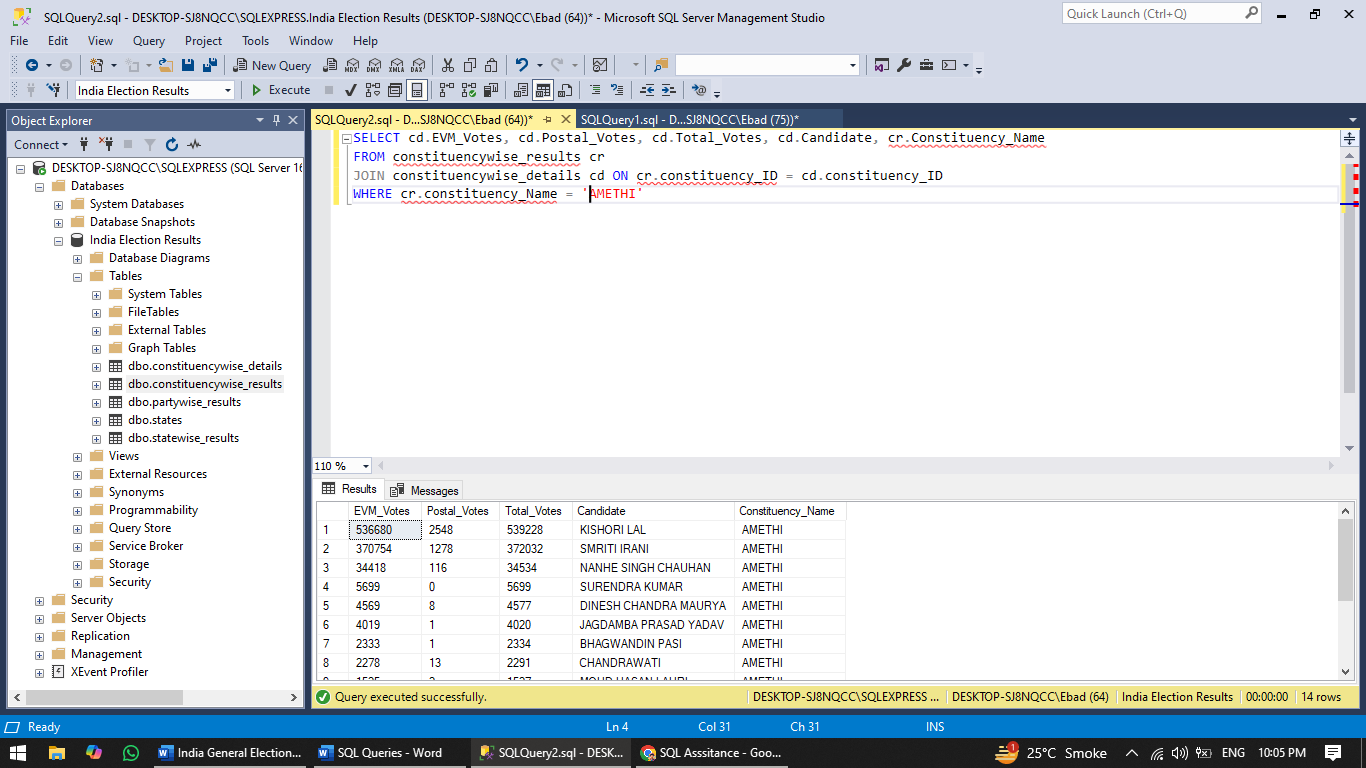 SQLQuery2.sql - DESKTOP-SJ8NQCC\SQLEXPRESS.India Election Results (DESKTOP-SJ8NQCC\Ebad (64))* - Microsoft SQL Server Management Studio
Quick Launch (Ctrl+Q)
File Edit View Query Project Tools Window Help
New Query MDX DMX XMLA DAX
India Election Results Execute
Object Explorer
SQLQuery2.sql - D...SJ8NQCC\Ebad (64))* SQLQuery1.sql - D...SJ8NQCC\Ebad (75))*
Connect
DESKTOP-SJ8NQCC\SQLEXPRESS (SQL Server 16
Databases
System Databases
Database Snapshots
India Election Results
Database Diagrams
Tables
System Tables
FileTables
External Tables
Graph Tables
dbo.constituencywise_details
dbo.constituencywise_results
dbo.partywise_results
dbo.states
dbo.statewise_results
Views
External Resources
Synonyms
Programmability
Query Store
Service Broker
Storage
Security
Security
Server Objects
Replication
Management
XEvent Profiler
SELECT cd.EVM_Votes, cd.Postal_Votes, cd.Total_Votes, cd.Candidate, cr.Constituency_Name
FROM constituencywise_results cr
JOIN constituencywise_details cd ON cr.constituency_ID = cd.constituency_ID
WHERE cr.constituency_Name = 'AMETHI'
110 %
Results Messages
EVM_Votes Postal_Votes Total_Votes Candidate Constituency_Name
1 536680 2548 539228 KISHORI LAL AMETHI
2 370754 1278 372032 SMRITI IRANI AMETHI
3 34418 116 34534 NANHE SINGH CHAUHAN AMETHI
4 5699 0 5699 SURENDRA KUMAR AMETHI
5 4569 8 4577 DINESH CHANDRA MAURYA AMETHI
6 4019 1 4020 JAGDAMBA PRASAD YADAV AMETHI
7 2333 1 2334 BHAGWANDIN PASI AMETHI
8 2278 13 2291 CHANDRAWATI AMETHI
Query executed successfully. DESKTOP-SJ8NQCC\SQLEXPRESS ... DESKTOP-SJ8NQCC\Ebad (64) India Election Results 00:00:00 14 rows
Ready Ln 4 Col 31 Ch 31 INS
India General Election... SQL Queries - Word SQLQuery2.sql - DESK... SQL Asssitance - Goo... 1 25°C Smoke ENG 10:05 PM